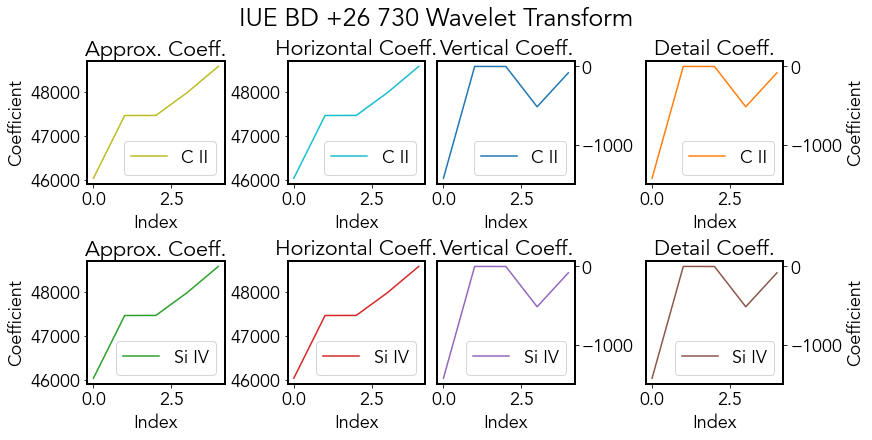 IUE BD +26 730 Wavelet Transform
Approx. Coeff. Horizontal Coeff. Vertical Coeff. Detail Coeff.
48000 48000 0 0
47000 47000 −1000 −1000
46000 46000
Coefficient Coefficient
C II C II C II C II
0.0 2.5 0.0 2.5 0.0 2.5 0.0 2.5
Index Index Index Index
Approx. Coeff. Horizontal Coeff. Vertical Coeff. Detail Coeff.
48000 48000 0 0
47000 47000 −1000 −1000
46000 46000
Coefficient Coefficient
Si IV Si IV Si IV Si IV
0.0 2.5 0.0 2.5 0.0 2.5 0.0 2.5
Index Index Index Index